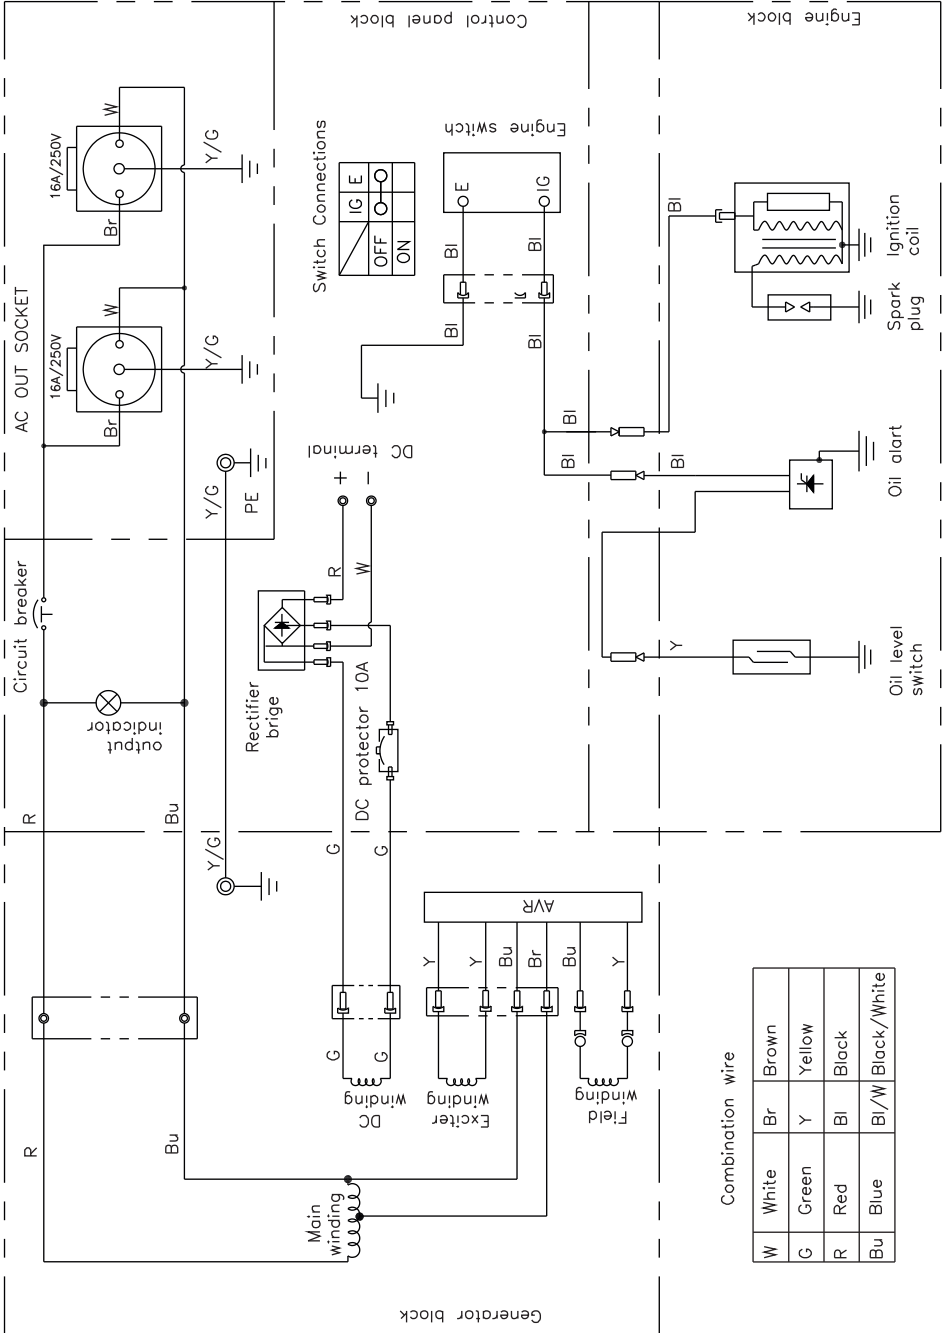 Control panel block
Engine block
AC OUT SOCKET
16A/250V
W
Br
Y/G
16A/250V
W
Br
Y/G
Y/G
PE
Switch Connections
IG
E
OFF
ON
Engine switch
E
IG
Bl
Bl
Bl
Bl
Bl
Bl
Bl
Bl
Ignition
coil
Spark
plug
Oil alart
Oil level
switch
Y
DC terminal
+
−
R
W
Circuit breaker
output
indicator
Rectifier
brige
DC protector 10A
R
Bu
Y/G
G
G
AVR
Y
Y
Bu
Br
Bu
Y
G
G
DC
winding
Exciter
winding
Field
winding
R
Bu
Main
winding
Generator block
Combination wire
W White Br Brown
G Green Y Yellow
R Red Bl Black
Bu Blue Bl/W Black/White